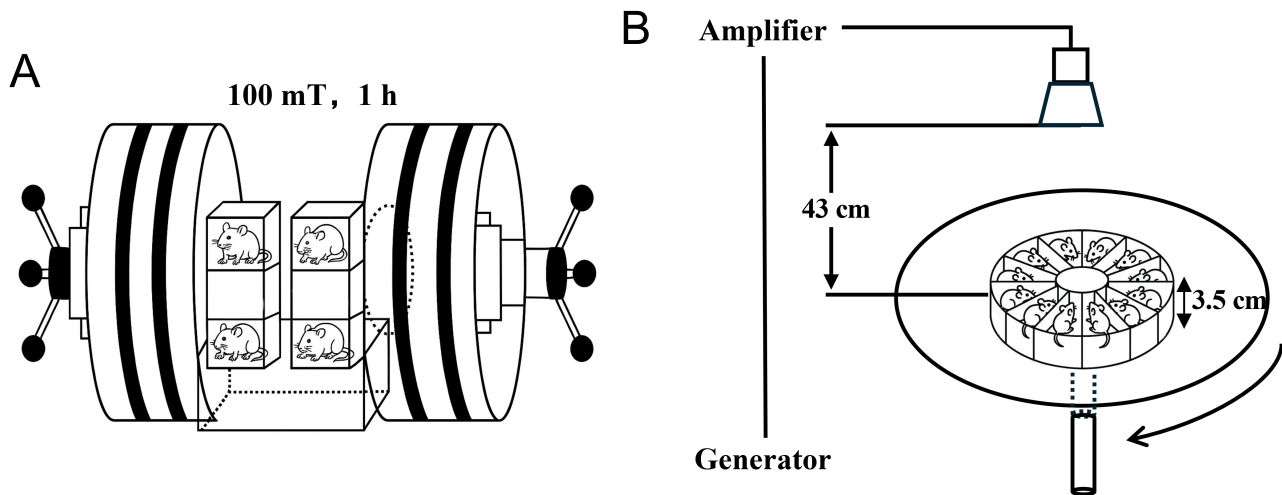 A
100 mT，1 h
B
Amplifier
43 cm
3.5 cm
Generator